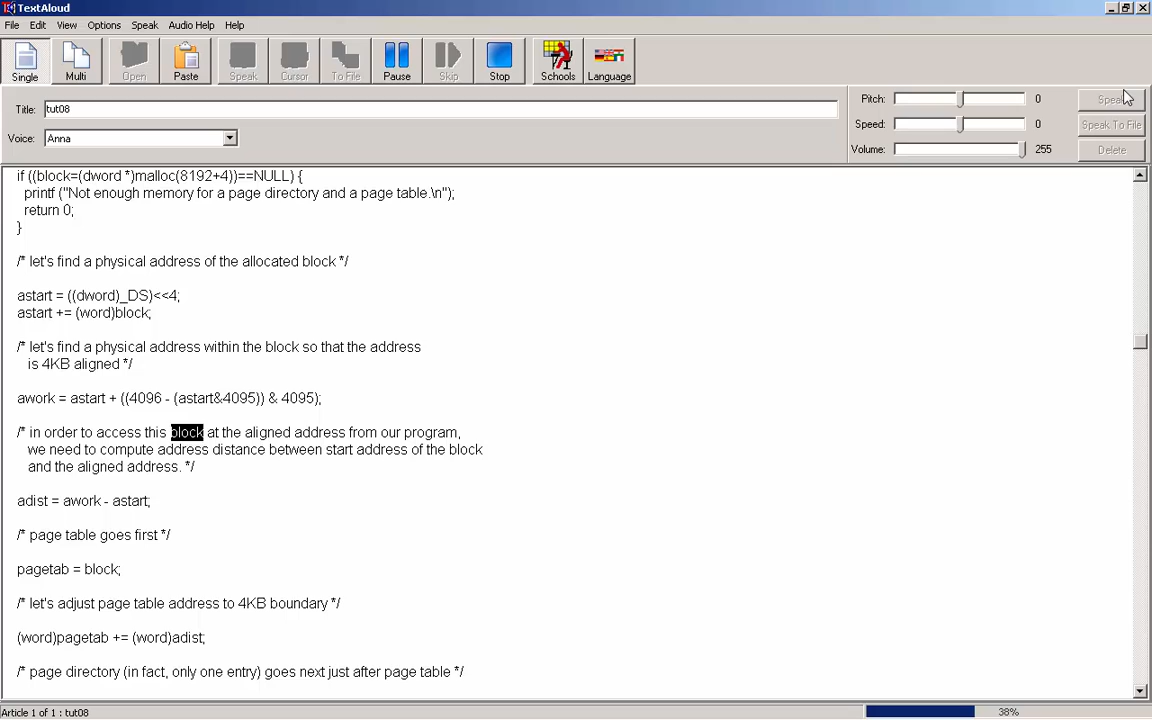 TextAloud
File Edit View Options Speak Audio Help Help
Single Multi Open Paste Speak Cursor To File Pause Skip Stop Schools Language
Title: tut08
Voice: Anna
Pitch: 0
Speed: 0
Volume: 255
Speak
Speak To File
Delete
if ((block=(dword *)malloc(8192+4))==NULL) {
printf ("Not enough memory for a page directory and a page table.\n");
return 0;
}
/* let's find a physical address of the allocated block */
astart = ((dword)_DS)<<4;
astart += (word)block;
/* let's find a physical address within the block so that the address
is 4KB aligned */
awork = astart + ((4096 - (astart&4095)) & 4095);
/* in order to access this block at the aligned address from our program,
we need to compute address distance between start address of the block
and the aligned address. */
adist = awork - astart;
/* page table goes first */
pagetab = block;
/* let's adjust page table address to 4KB boundary */
(word)pagetab += (word)adist;
/* page directory (in fact, only one entry) goes next just after page table */
Article 1 of 1 : tut08
38%